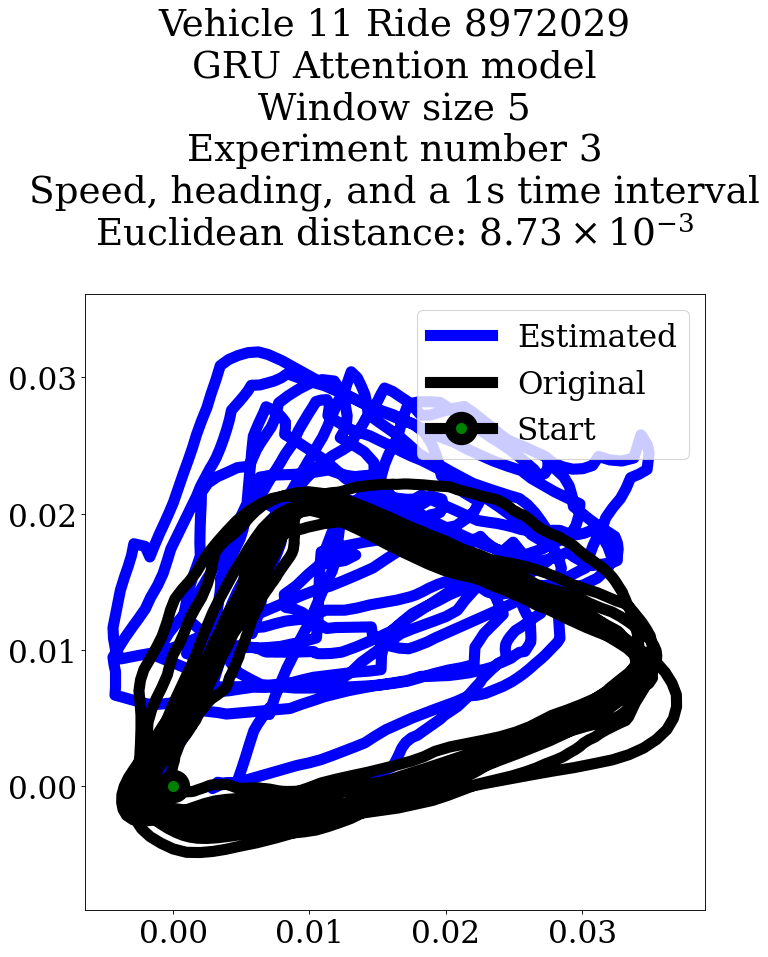 Vehicle 11 Ride 8972029
GRU Attention model
Window size 5
Experiment number 3
Speed, heading, and a 1s time interval
Euclidean distance: 8.73 × 10⁻³
Estimated
Original
Start
0.03
0.02
0.01
0.00
0.00 0.01 0.02 0.03